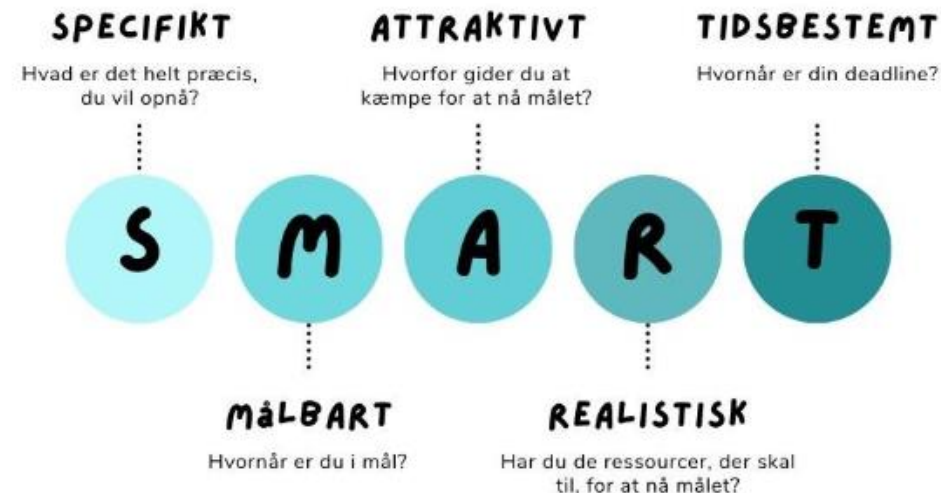 SPECIFIKT
Hvad er det helt præcis,
du vil opnå?
ATTRAKTIVT
Hvorfor gider du at
kæmpe for at nå målet?
TIDSBESTEMT
Hvornår er din deadline?
S M A R T
MåLBART
Hvornår er du i mål?
REALISTISK
Har du de ressourcer, der skal
til, for at nå målet?